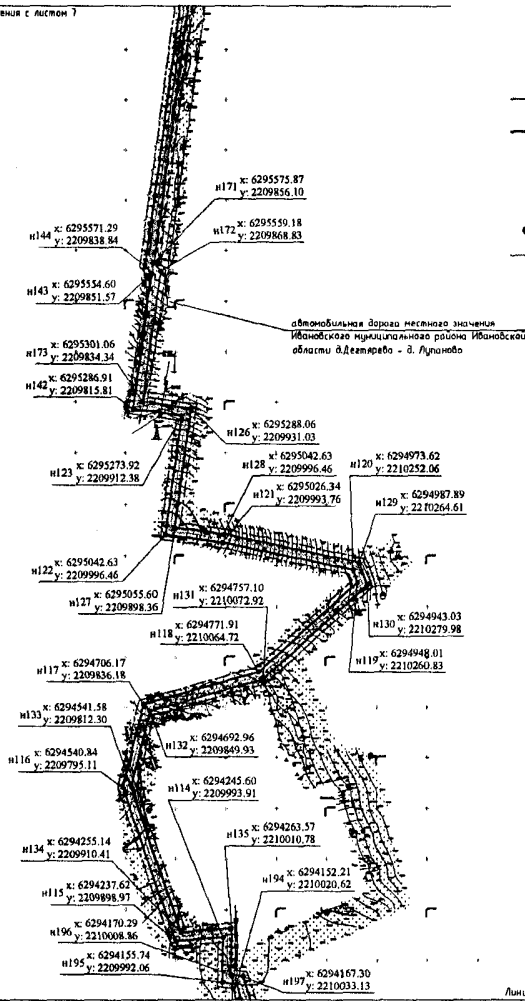 ения с листом 7
н171 x: 6295575.87
y: 2209856.10
н144 x: 6295571.29
y: 2209838.84
н172 x: 6295559.18
y: 2209868.83
н143 x: 6295554.60
y: 2209851.57
автомобильная дорога местного значения
Ивановского муниципального района Ивановской
области д.Дегтярево - д. Лупаново
н173 x: 6295301.06
y: 2209834.34
н142 x: 6295286.91
y: 2209815.81
н126 x: 6295288.06
y: 2209931.03
н123 x: 6295273.92
y: 2209912.38
н128 x: 6295042.63
y: 2209996.46
н121 x: 6295026.34
y: 2209993.76
н120 x: 6294973.62
y: 2210252.06
н129 x: 6294987.89
y: 2210264.61
н122 x: 6295042.63
y: 2209996.46
н127 x: 6295055.60
y: 2209898.36
н131 x: 6294757.10
y: 2210072.92
н118 x: 6294771.91
y: 2210064.72
н130 x: 6294943.03
y: 2210279.98
н119 x: 6294948.01
y: 2210260.83
н117 x: 6294706.17
y: 2209836.18
н133 x: 6294541.58
y: 2209812.30
н116 x: 6294540.84
y: 2209795.11
н132 x: 6294692.96
y: 2209849.93
н114 x: 6294245.60
y: 2209993.91
н135 x: 6294263.57
y: 2210010.78
н134 x: 6294255.14
y: 2209910.41
н194 x: 6294152.21
y: 2210020.62
н115 x: 6294237.62
y: 2209898.97
н196 x: 6294170.29
y: 2210008.86
н195 x: 6294155.74
y: 2209992.06
н197 x: 6294167.30
y: 2210033.13
Лини